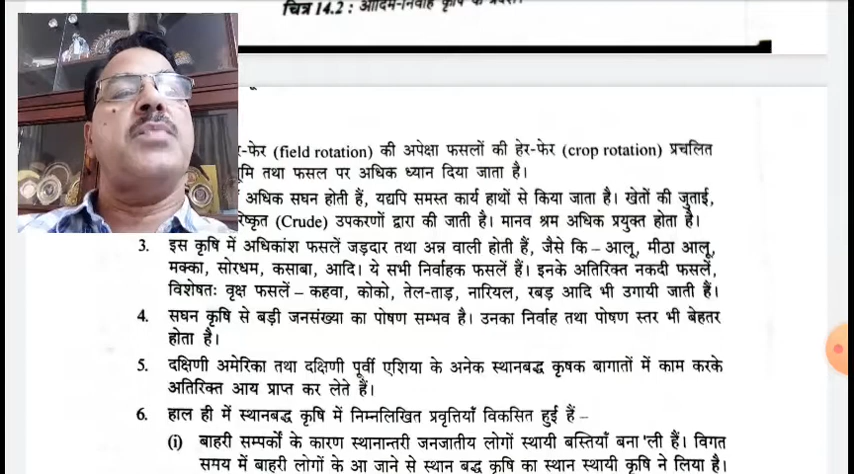 चित्र 14.2 : आदिम-निर्वाह कृषि के
-फेर (field rotation) की अपेक्षा फसलों की हेर-फेर (crop rotation) प्रचलित
तथा फसल पर अधिक ध्यान दिया जाता है।
अधिक सघन होती हैं, यद्यपि समस्त कार्य हाथों से किया जाता है। खेतों की जुताई,
(Crude) उपकरणों द्वारा की जाती है। मानव श्रम अधिक प्रयुक्त होता है।
3. इस कृषि में अधिकांश फसलें जड़दार तथा अन्न वाली होती हैं, जैसे कि – आलू, मीठा आलू,
मक्का, सोरधम, कसाबा, आदि। ये सभी निर्वाहक फसलें हैं। इनके अतिरिक्त नकदी फसलें,
विशेषतः वृक्ष फसलें – कहवा, कोको, तेल-ताड़, नारियल, रबड़ आदि भी उगायी जाती हैं।
4. सघन कृषि से बड़ी जनसंख्या का पोषण सम्भव है। उनका निर्वाह तथा पोषण स्तर भी बेहतर
होता है।
5. दक्षिणी अमेरिका तथा दक्षिणी पूर्वी एशिया के अनेक स्थानबद्ध कृषक बागातों में काम करके
अतिरिक्त आय प्राप्त कर लेते हैं।
6. हाल ही में स्थानबद्ध कृषि में निम्नलिखित प्रवृत्तियाँ विकसित हुई हैं –
(i) बाहरी सम्पर्कों के कारण स्थानान्तरी जनजातीय लोगों स्थायी बस्तियाँ बना 'ली हैं। विगत
समय में बाहरी लोगों के आ जाने से स्थान बद्ध कृषि का स्थान स्थायी कृषि ने लिया है।